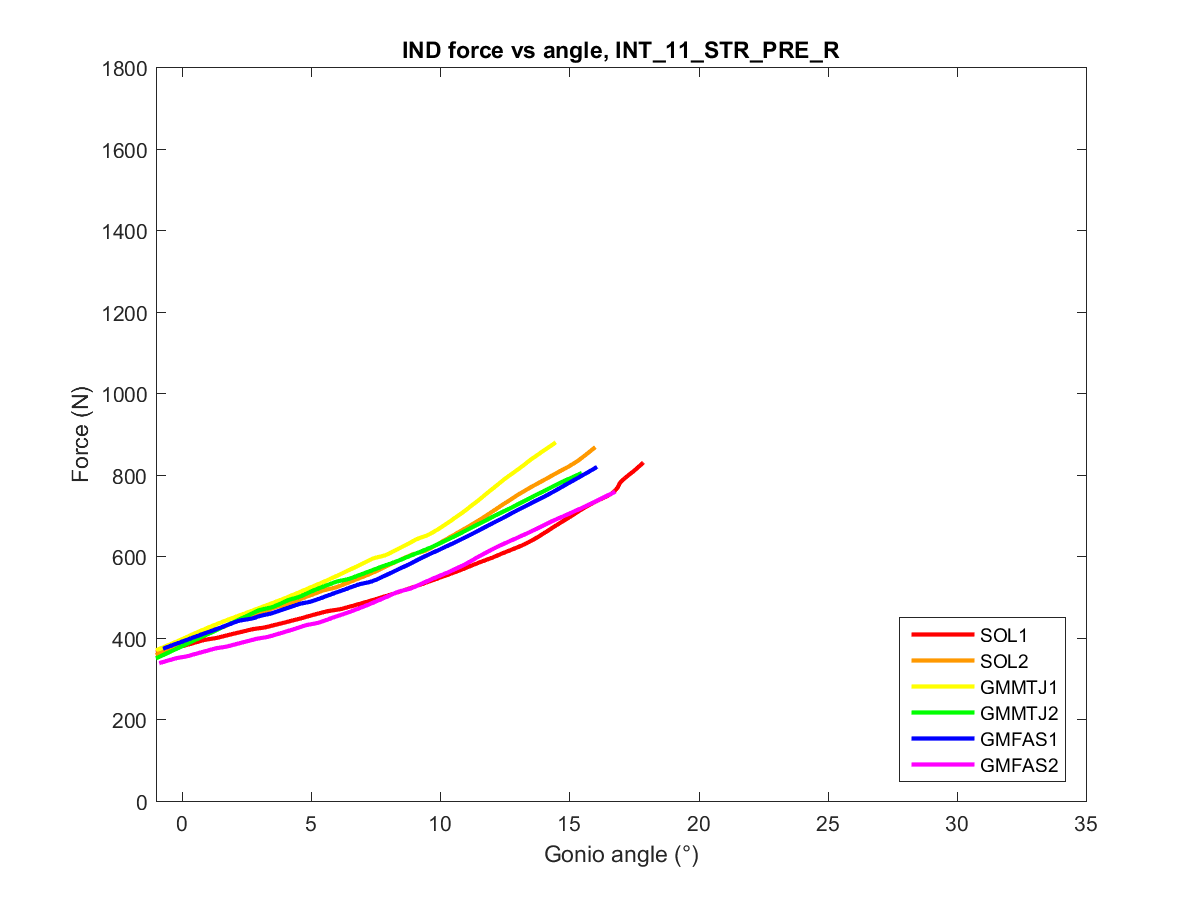 IND force vs angle, INT_11_STR_PRE_R
1800
1600
1400
1200
1000
800
600
400
200
0
Force (N)
0 5 10 15 20 25 30 35
Gonio angle (°)
SOL1
SOL2
GMMTJ1
GMMTJ2
GMFAS1
GMFAS2